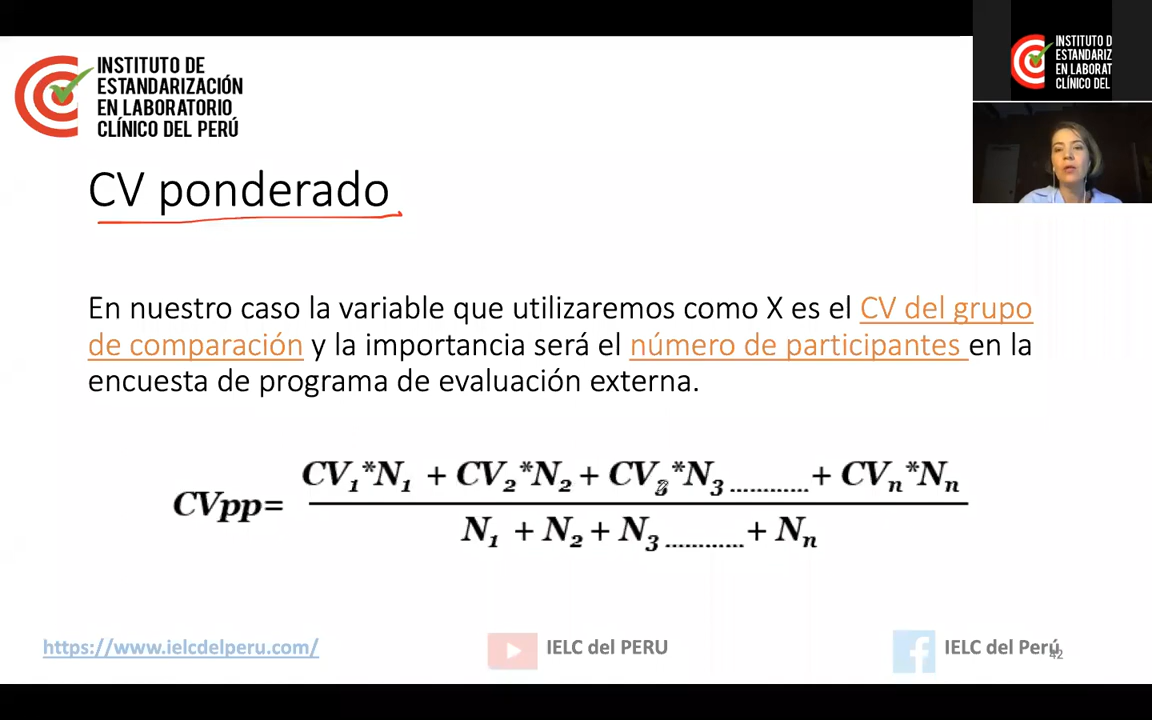 INSTITUTO DE
ESTANDARIZACIÓN
EN LABORATORIO
CLÍNICO DEL PERÚ
INSTITUTO D
ESTANDARIZ
EN LABORAT
CLÍNICO DEL
CV ponderado
En nuestro caso la variable que utilizaremos como X es el CV del grupo
de comparación y la importancia será el número de participantes en la
encuesta de programa de evaluación externa.
CVpp= (CV₁*N₁ + CV₂*N₂ + CV₃*N₃ ............ + CVₙ*Nₙ) / (N₁ + N₂ + N₃ ............ + Nₙ)
https://www.ielcdelperu.com/
IELC del PERU
IELC del Perú
42